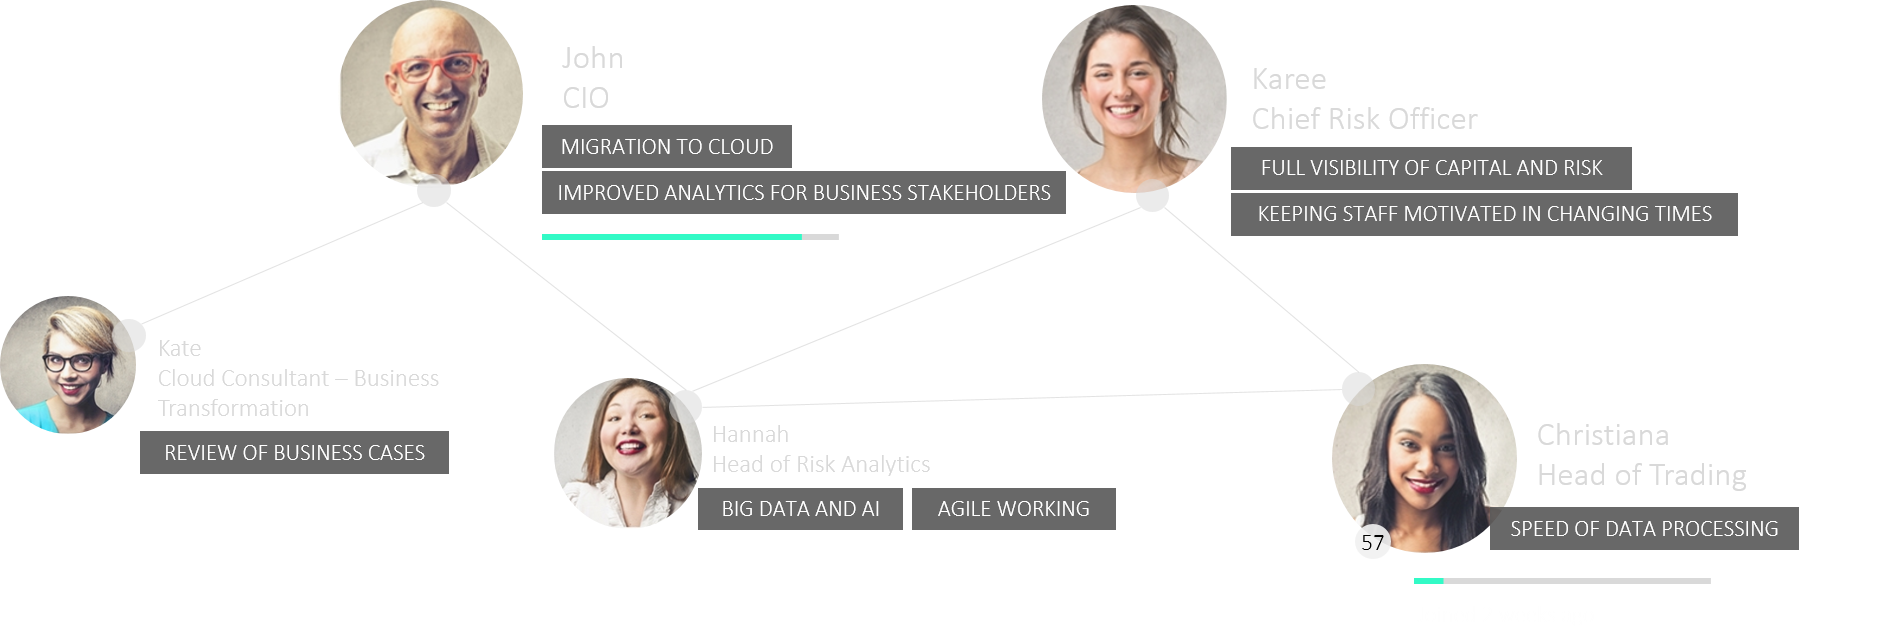 John
CIO
MIGRATION TO CLOUD
IMPROVED ANALYTICS FOR BUSINESS STAKEHOLDERS
Karee
Chief Risk Officer
FULL VISIBILITY OF CAPITAL AND RISK
KEEPING STAFF MOTIVATED IN CHANGING TIMES
Kate
Cloud Consultant – Business
Transformation
REVIEW OF BUSINESS CASES
Hannah
Head of Risk Analytics
BIG DATA AND AI
AGILE WORKING
Christiana
Head of Trading
SPEED OF DATA PROCESSING
57